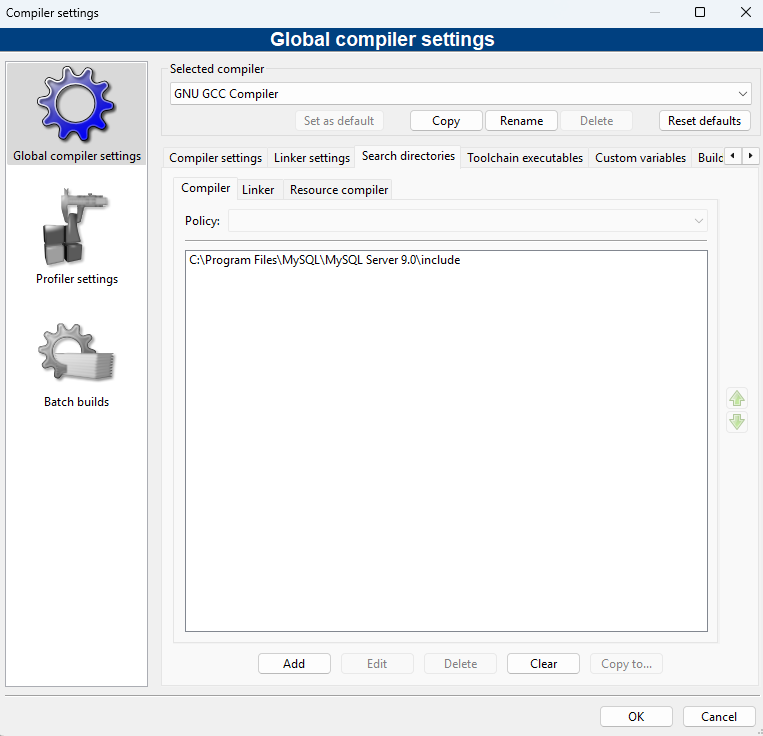 Compiler settings
Global compiler settings
Global compiler settings
Profiler settings
Batch builds
Selected compiler
GNU GCC Compiler
Set as default Copy Rename Delete Reset defaults
Compiler settings Linker settings Search directories Toolchain executables Custom variables Build
Compiler Linker Resource compiler
Policy:
C:\Program Files\MySQL\MySQL Server 9.0\include
Add Edit Delete Clear Copy to...
OK Cancel